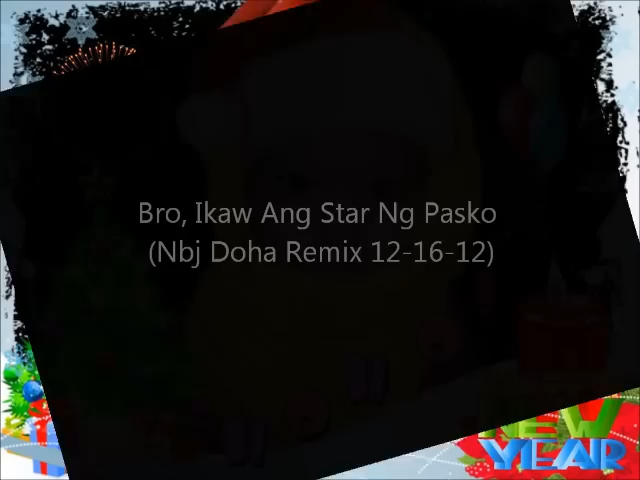 Bro, Ikaw Ang Star Ng Pasko
(Nbj Doha Remix 12-16-12)
NEW
YEAR